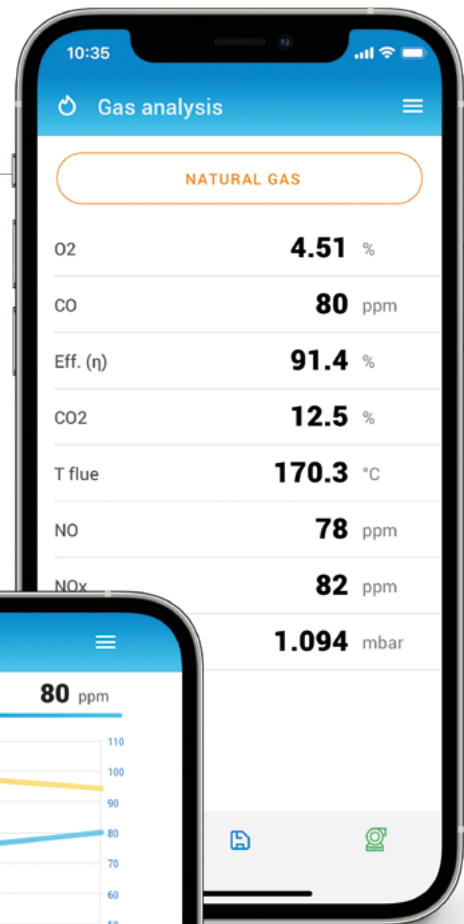 10:35
Gas analysis
NATURAL GAS
O2 4.51 %
CO 80 ppm
Eff. (η) 91.4 %
CO2 12.5 %
T flue 170.3 °C
NO 78 ppm
NOx 82 ppm
1.094 mbar
80 ppm
110
100
90
80
70
60